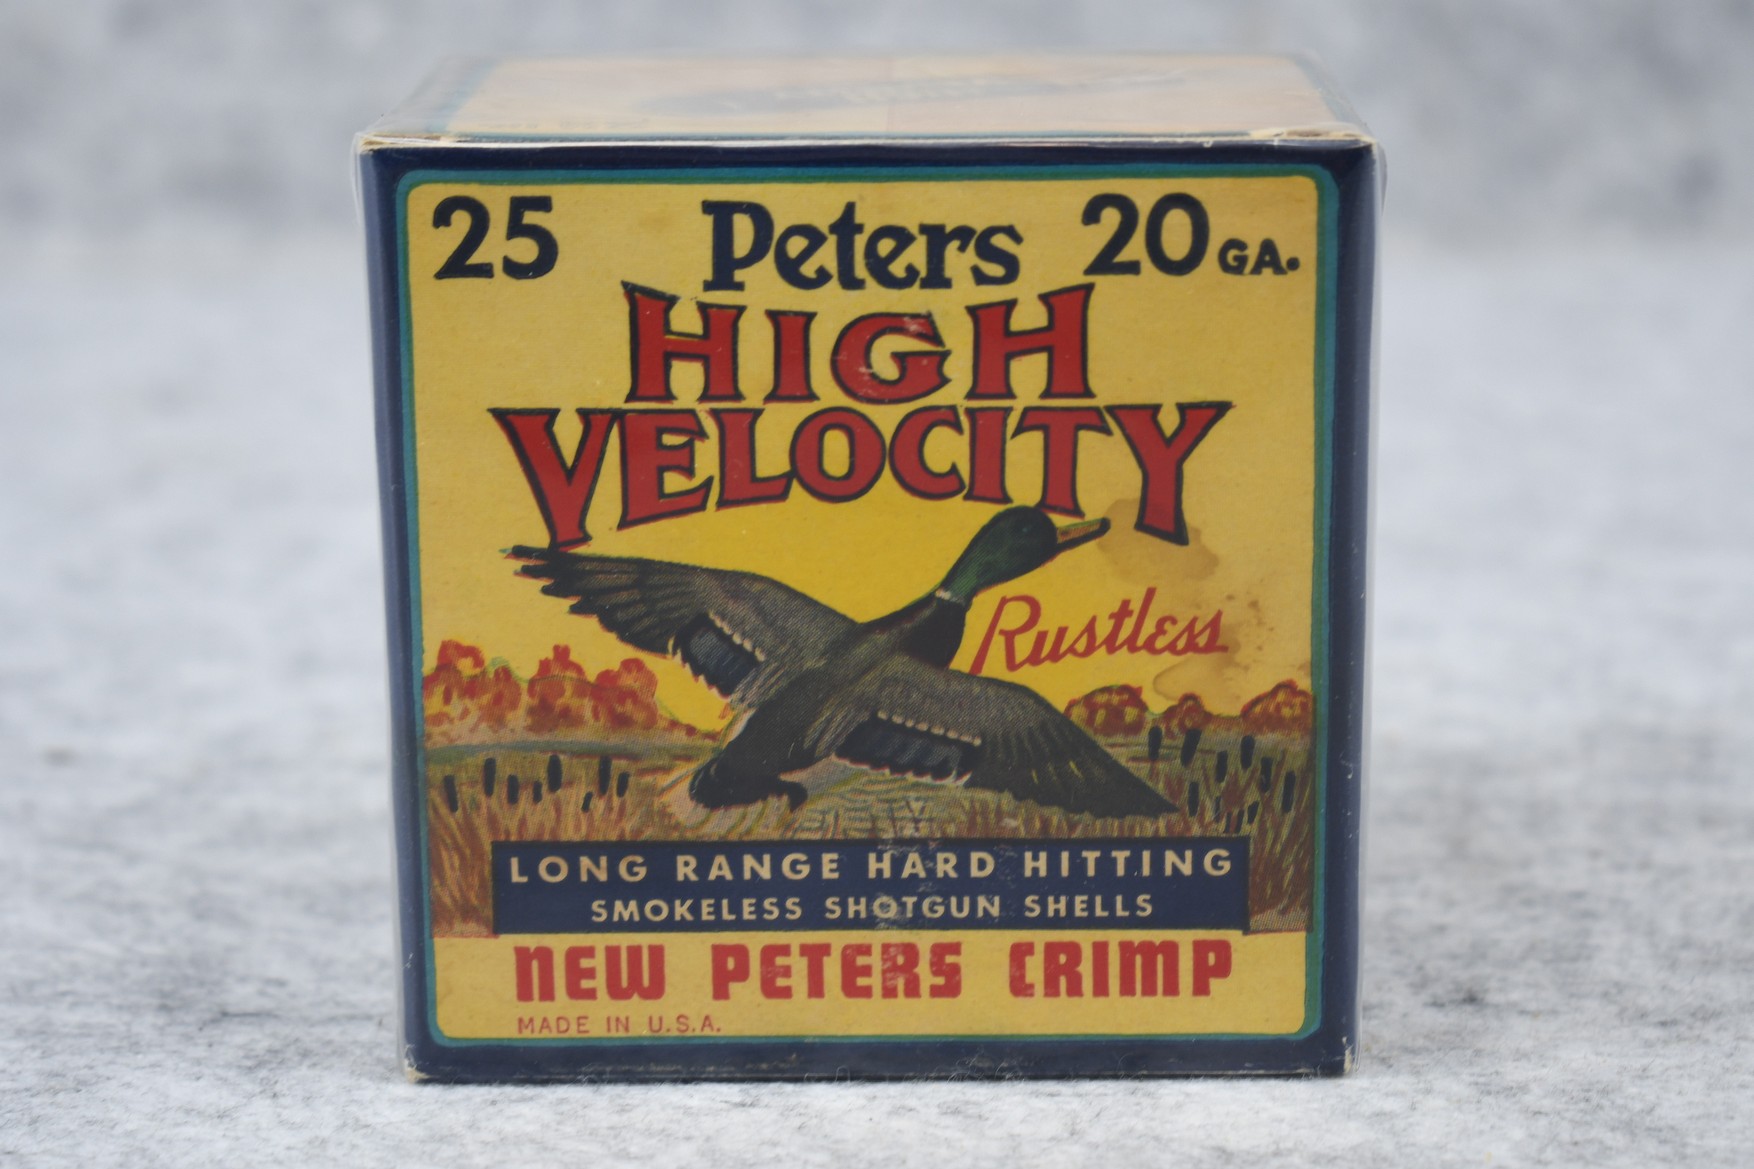 25 Peters 20 GA.
HIGH
VELOCITY
Rustless
LONG RANGE HARD HITTING
SMOKELESS SHOTGUN SHELLS
NEW PETERS CRIMP
MADE IN U.S.A.